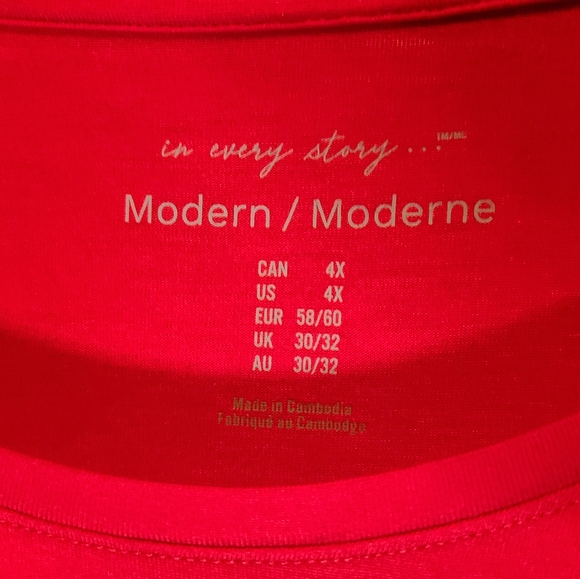 in every story...™/MC
Modern / Moderne
CAN 4X
US 4X
EUR 58/60
UK 30/32
AU 30/32
Made in Cambodia
Fabriqué au Cambodge